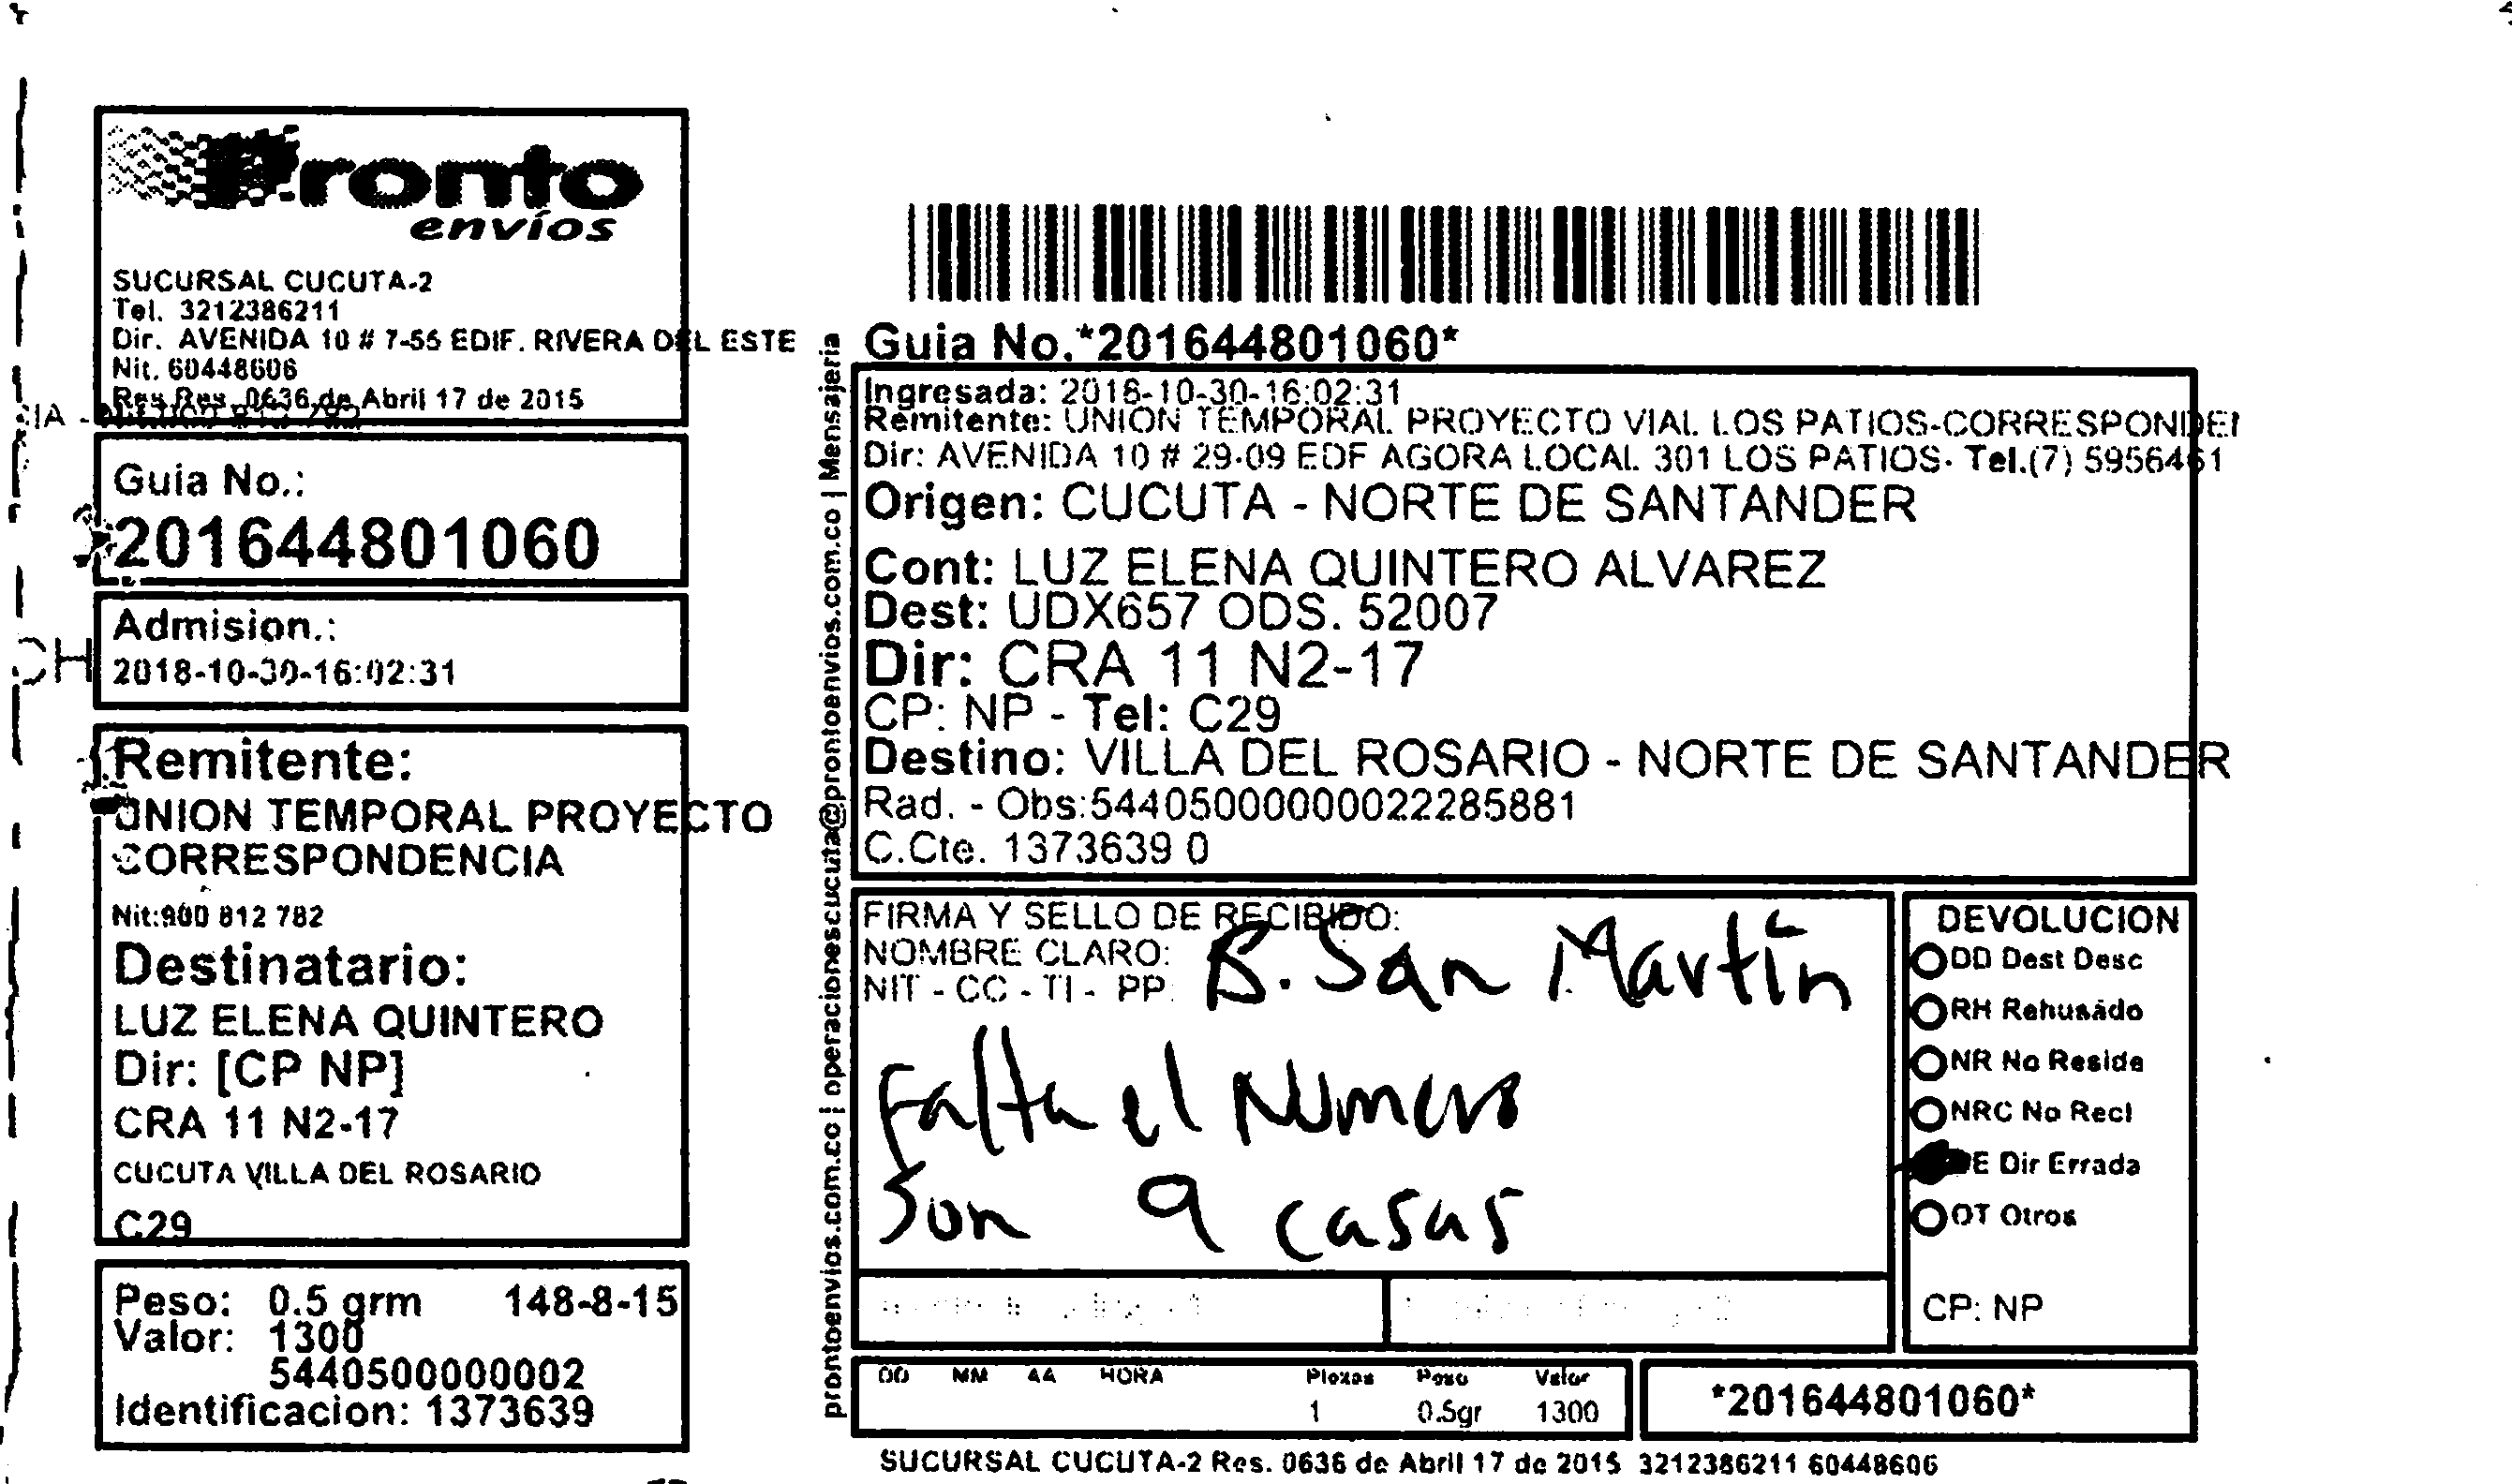 Pronto
envíos
SUCURSAL CUCUTA-2
Tel. 3212386211
Dir. AVENIDA 10 # 7-55 EDIF. RIVERA DEL ESTE
Nit. 60448606
Res Res. 0636 de Abril 17 de 2015
Guia No.:
201644801060
Admision.:
2018-10-30-16:02:31
Remitente:
UNION TEMPORAL PROYECTO
CORRESPONDENCIA
Nit:900 812 782
Destinatario:
LUZ ELENA QUINTERO
Dir: [CP NP]
CRA 11 N2-17
CUCUTA VILLA DEL ROSARIO
C29
Peso: 0.5 grm 148-8-15
Valor: 1300
5440500000002
Identificacion: 1373639
prontoenvios.com.co | operacionescucuta@prontoenvios.com.co | Mensajeria
Guia No.*201644801060*
Ingresada: 2018-10-30-16:02:31
Remitente: UNION TEMPORAL PROYECTO VIAL LOS PATIOS-CORRESPONDEN
Dir: AVENIDA 10 # 29-09 EDF AGORA LOCAL 301 LOS PATIOS- Tel.(7) 5956461
Origen: CUCUTA - NORTE DE SANTANDER
Cont: LUZ ELENA QUINTERO ALVAREZ
Dest: UDX657 ODS. 52007
Dir: CRA 11 N2-17
CP: NP - Tel: C29
Destino: VILLA DEL ROSARIO - NORTE DE SANTANDER
Rad. - Obs:544050000000022285881
C.Cte. 1373639 0
FIRMA Y SELLO DE RECIBIDO:
NOMBRE CLARO:
NIT - CC - TI - PP:
B. San Martin
Falta el Numero
Son 9 casas
DEVOLUCION
DD Dest Desc
RH Rehusado
NR No Reside
NRC No Recl
DE Dir Errada
OT Otros
CP: NP
DD MM AA HORA Piezas Peso Valor
1 0.5gr 1300
*201644801060*
SUCURSAL CUCUTA-2 Res. 0636 de Abril 17 de 2015 3212386211 60448606